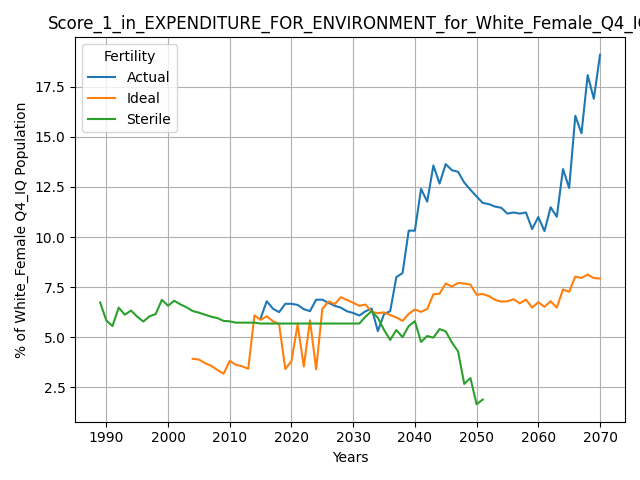 Score_1_in_EXPENDITURE_FOR_ENVIRONMENT_for_White_Female_Q4_IQ
Fertility
Actual
Ideal
Sterile
17.5
15.0
12.5
10.0
7.5
5.0
2.5
% of White_Female Q4_IQ Population
1990 2000 2010 2020 2030 2040 2050 2060 2070
Years